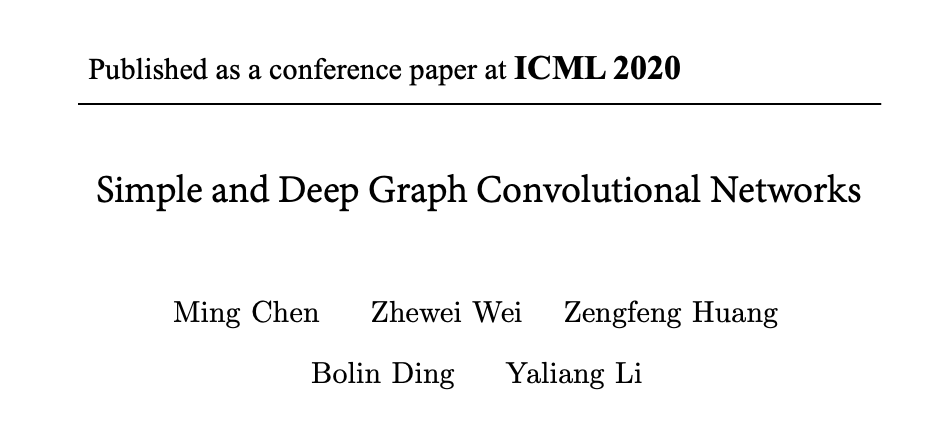 Published as a conference paper at ICML 2020
Simple and Deep Graph Convolutional Networks
Ming Chen Zhewei Wei Zengfeng Huang
Bolin Ding Yaliang Li